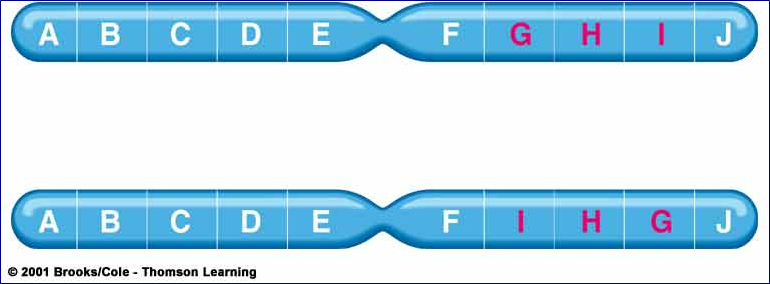 A B C D E F G H I J
A B C D E F I H G J
© 2001 Brooks/Cole - Thomson Learning